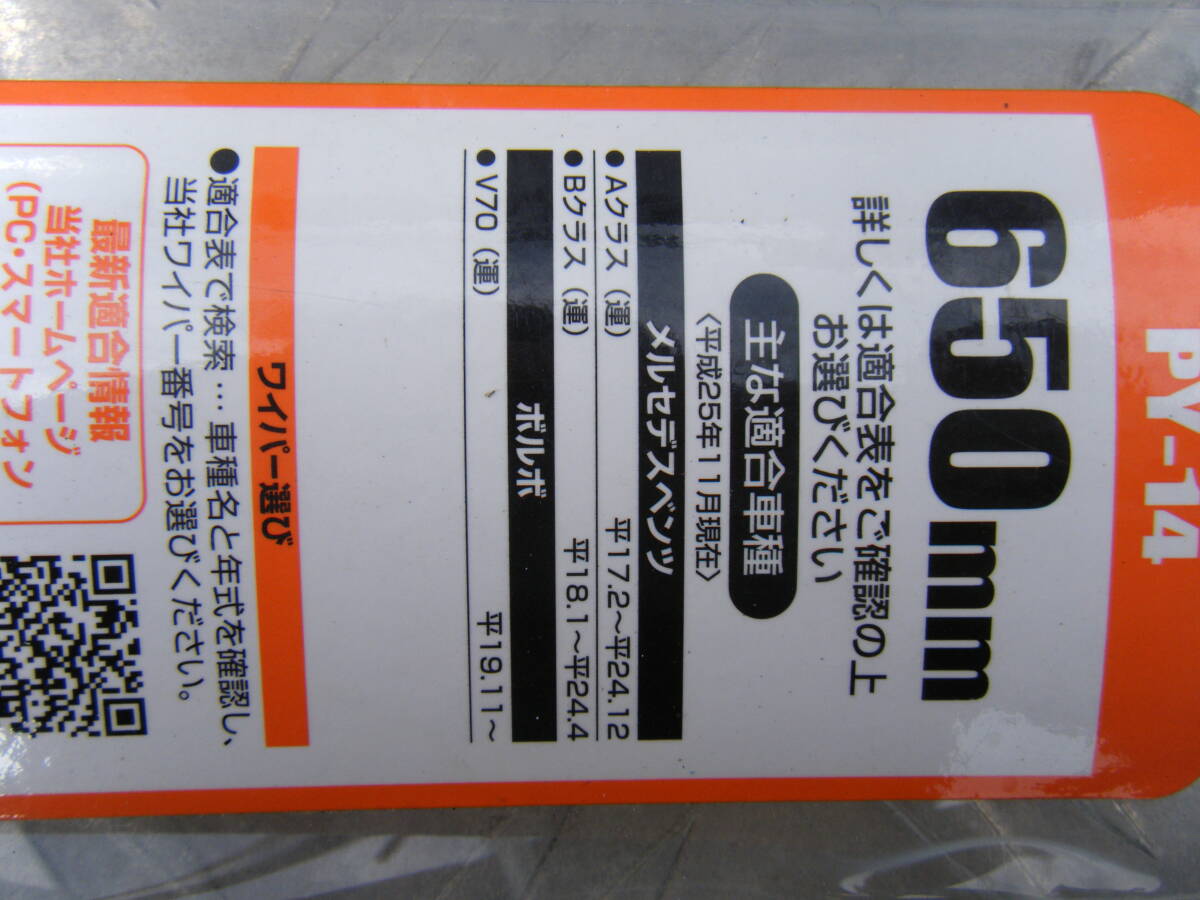 PY-14
650mm
詳しくは適合表をご確認の上
お選びください
主な適合車種
〈平成25年11月現在〉
メルセデスベンツ
●Aクラス（運） 平17.2〜平24.12
●Bクラス（運） 平18.1〜平24.4
ボルボ
●V70（運） 平19.11〜
ワイパー選び
●適合表で検索…車種名と年式を確認し、
当社ワイパー番号をお選びください。
最新適合情報
当社ホームページ
(PC・スマートフォン